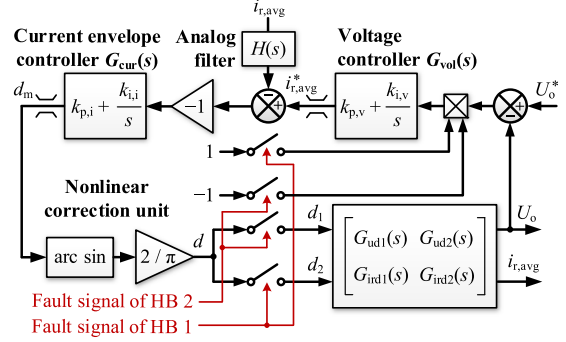 i_r,avg
Current envelope
controller G_cur(s)
Analog
filter
H(s)
Voltage
controller G_vol(s)
d_m
k_p,i + k_i,i / s
−1
−
+
i*_r,avg
k_p,v + k_i,v / s
+
−
U_o*
1
−1
Nonlinear
correction unit
arc sin
2 / π
d
d_1
d_2
G_ud1(s) G_ud2(s)
G_ird1(s) G_ird2(s)
U_o
i_r,avg
Fault signal of HB 2
Fault signal of HB 1